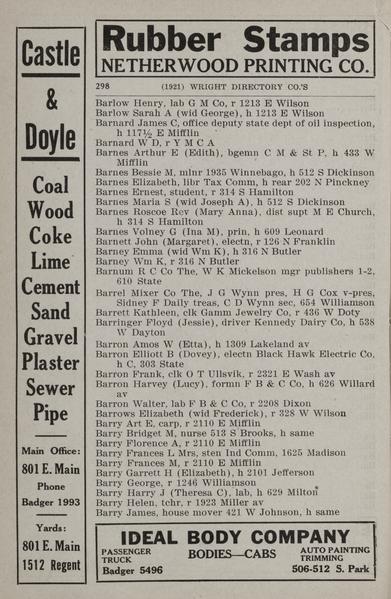 Castle
&
Doyle
Coal
Wood
Coke
Lime
Cement
Sand
Gravel
Plaster
Sewer
Pipe
Main Office:
801 E. Main
Phone
Badger 1993
Yards:
801 E. Main
1512 Regent
Rubber Stamps
NETHERWOOD PRINTING CO.
298 (1921) WRIGHT DIRECTORY CO.'S
Barlow Henry, lab G M Co, r 1213 E Wilson
Barlow Sarah A (wid George), h 1213 E Wilson
Barnard James C, office deputy state dept of oil inspection,
h 117½ E Mifflin
Barnard W D, r Y M C A
Barnes Arthur E (Edith), bgemn C M & St P, h 433 W
Mifflin
Barnes Bessie M, mlnr 1935 Winnebago, h 512 S Dickinson
Barnes Elizabeth, libr Tax Comm, h rear 202 N Pinckney
Barnes Ernest, student, r 314 S Hamilton
Barnes Maria S (wid Joseph A), h 512 S Dickinson
Barnes Roscoe Rev (Mary Anna), dist supt M E Church,
h 314 S Hamilton
Barnes Volney G (Ina M), prin, h 609 Leonard
Barnett John (Margaret), electn, r 126 N Franklin
Barney Emma (wid Wm K), h 316 N Butler
Barney Wm K, r 316 N Butler
Barnum R C Co The, W K Mickelson mgr publishers 1-2,
610 State
Barrel Mixer Co The, J G Wynn pres, H G Cox v-pres,
Sidney F Daily treas, C D Wynn sec, 654 Williamson
Barrett Kathleen, clk Gamm Jewelry Co, r 436 W Doty
Barringer Floyd (Jessie), driver Kennedy Dairy Co, h 538
W Dayton
Barron Amos W (Etta), h 1309 Lakeland av
Barron Elliott B (Dovey), electn Black Hawk Electric Co,
h C, 303 State
Barron Frank, clk O T Ullsvik, r 2321 E Wash av
Barron Harvey (Lucy), formn F B & C Co, h 626 Willard
av
Barron Walter, lab F B & C Co, r 2208 Dixon
Barrows Elizabeth (wid Frederick), r 328 W Wilson
Barry Art E, carp, r 2110 E Mifflin
Barry Bridget M, nurse 513 S Brooks, h same
Barry Florence A, r 2110 E Mifflin
Barry Frances L Mrs, sten Ind Comm, 1625 Madison
Barry Frances M, r 2110 E Mifflin
Barry Garrett H (Elizabeth), h 2101 Jefferson
Barry George, r 1246 Williamson
Barry Harry J (Theresa C), lab, h 629 Milton
Barry Helen, tchr, r 1923 Miller av
Barry James, house mover 421 W Johnson, h same
IDEAL BODY COMPANY
PASSENGER
TRUCK
BODIES—CABS
AUTO PAINTING
TRIMMING
Badger 5496
506-512 S. Park